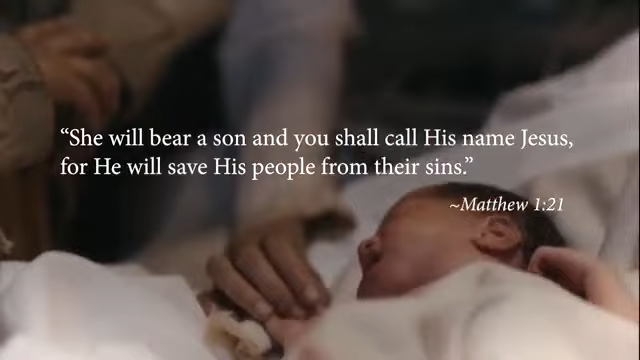 “She will bear a son and you shall call His name Jesus,
for He will save His people from their sins.”
~Matthew 1:21